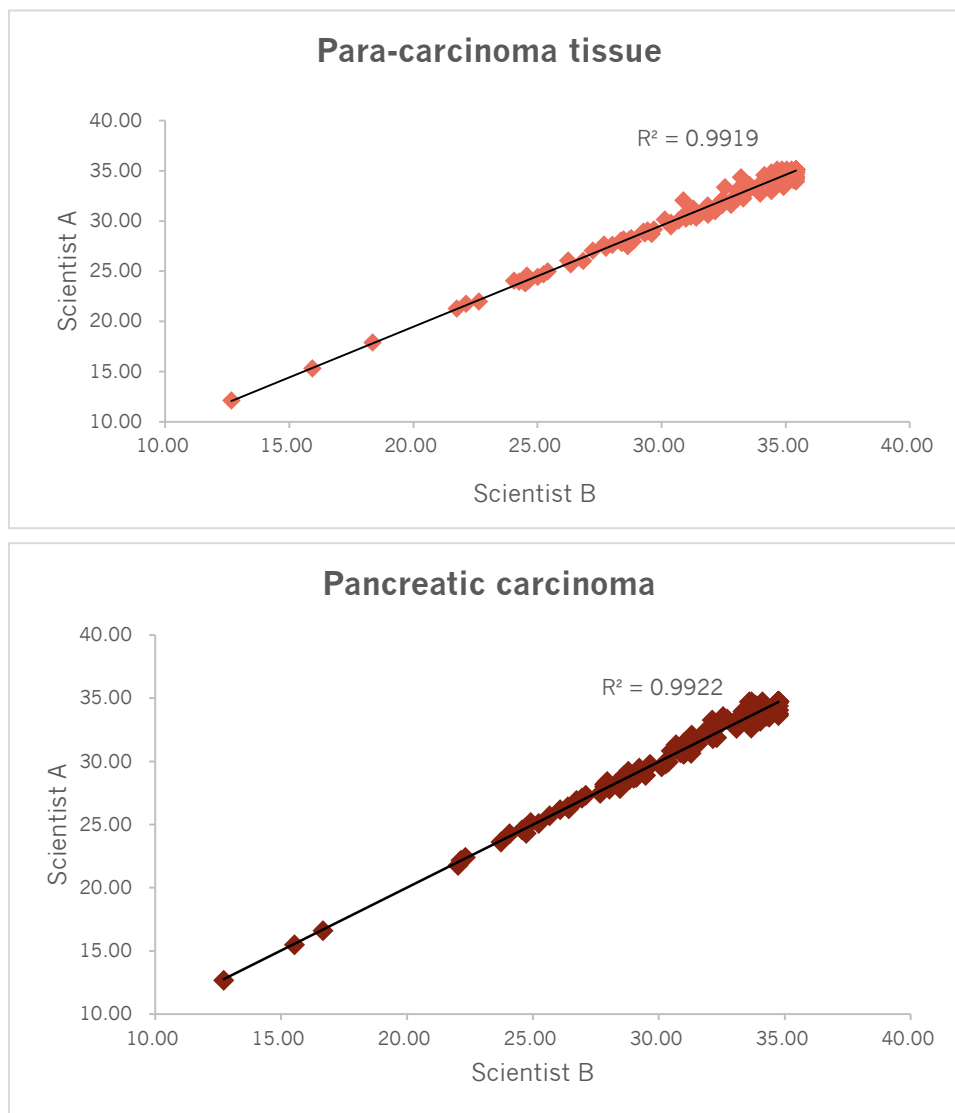 Para-carcinoma tissue
40.00
35.00
30.00
25.00
20.00
15.00
10.00
Scientist A
R² = 0.9919
10.00 15.00 20.00 25.00 30.00 35.00 40.00
Scientist B
Pancreatic carcinoma
40.00
35.00
30.00
25.00
20.00
15.00
10.00
Scientist A
R² = 0.9922
10.00 15.00 20.00 25.00 30.00 35.00 40.00
Scientist B